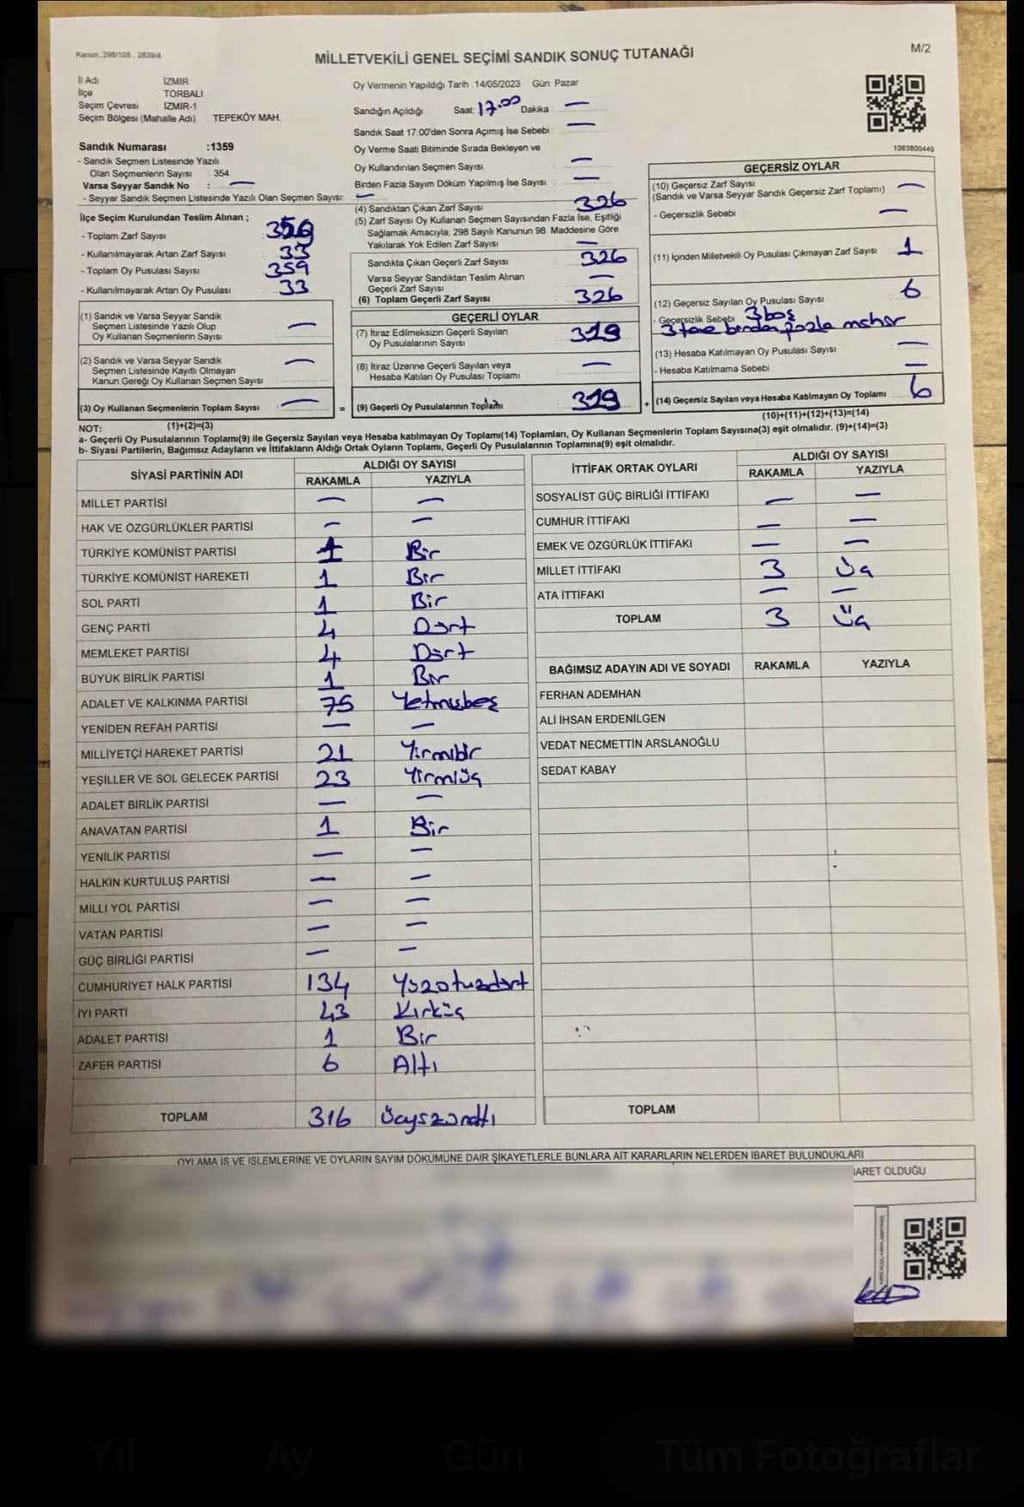 Kanun: 298/105 , 2839/4
MİLLETVEKİLİ GENEL SEÇİMİ SANDIK SONUÇ TUTANAĞI
M/2
İl Adı İZMİR
İlçe TORBALI
Seçim Çevresi : İZMİR-1
Seçim Bölgesi (Mahalle Adı) TEPEKÖY MAH.
Oy Vermenin Yapıldığı Tarih : 14/05/2023 Gün: Pazar
Sandığın Açıldığı Saat: 17.00 Dakika —
Sandık Saat 17:00'den Sonra Açımış İse Sebebi : —
Oy Verme Saati Bitiminde Sırada Bekleyen ve
Oy Kullandırılan Seçmen Sayısı —
Birden Fazla Sayım Döküm Yapılmış İse Sayısı —
1083800449
Sandık Numarası :1359
- Sandık Seçmen Listesinde Yazılı
Olan Seçmenlerin Sayısı 354
Varsa Seyyar Sandık No : —
- Seyyar Sandık Seçmen Listesinde Yazılı Olan Seçmen Sayısı: —
İlçe Seçim Kurulundan Teslim Alınan ;
- Toplam Zarf Sayısı
- Kullanılmayarak Artan Zarf Sayısı 33
- Toplam Oy Pusulası Sayısı 359
- Kullanılmayarak Artan Oy Pusulası 33
(4) Sandıktan Çıkan Zarf Sayısı 326
(5) Zarf Sayısı Oy Kullanan Seçmen Sayısından Fazla İse, Eşitliği
Sağlamak Amacıyla, 298 Sayılı Kanunun 98. Maddesine Göre
Yakılarak Yok Edilen Zarf Sayısı —
Sandıkta Çıkan Geçerli Zarf Sayısı 326
Varsa Seyyar Sandıktan Teslim Alınan
Geçerli Zarf Sayısı —
(6) Toplam Geçerli Zarf Sayısı 326
GEÇERSİZ OYLAR
(10) Geçersiz Zarf Sayısı
(Sandık ve Varsa Seyyar Sandık Geçersiz Zarf Toplamı) —
- Geçersizlik Sebebi —
(11) İçinden Milletvekili Oy Pusulası Çıkmayan Zarf Sayısı 1
(12) Geçersiz Sayılan Oy Pusulası Sayısı 6
- Geçersizlik Sebebi 3 boş
3 tane birden fazla mühür
(13) Hesaba Katılmayan Oy Pusulası Sayısı —
- Hesaba Katılmama Sebebi —
(14) Geçersiz Sayılan veya Hesaba Katılmayan Oy Toplamı 6
(10)+(11)+(12)+(13)=(14)
(1) Sandık ve Varsa Seyyar Sandık
Seçmen Listesinde Yazılı Olup
Oy Kullanan Seçmenlerin Sayısı —
(2) Sandık ve Varsa Seyyar Sandık
Seçmen Listesinde Kayıtlı Olmayan
Kanun Gereği Oy Kullanan Seçmen Sayısı —
(3) Oy Kullanan Seçmenlerin Toplam Sayısı —
(1)+(2)=(3)
GEÇERLİ OYLAR
(7) İtiraz Edilmeksizin Geçerli Sayılan
Oy Pusulalarının Sayısı 319
(8) İtiraz Üzerine Geçerli Sayılan veya
Hesaba Katılan Oy Pusulası Toplamı —
= (9) Geçerli Oy Pusulalarının Toplamı 319 +
NOT:
a- Geçerli Oy Pusulalarının Toplamı(9) ile Geçersiz Sayılan veya Hesaba katılmayan Oy Toplamı(14) Toplamları, Oy Kullanan Seçmenlerin Toplam Sayısına(3) eşit olmalıdır. (9)+(14)=(3)
b- Siyasi Partilerin, Bağımsız Adayların ve İttifakların Aldığı Ortak Oyların Toplamı, Geçerli Oy Pusulalarının Toplamına(9) eşit olmalıdır.
SİYASİ PARTİNİN ADI ALDIĞI OY SAYISI
RAKAMLA YAZIYLA
MİLLET PARTİSİ — —
HAK VE ÖZGÜRLÜKLER PARTİSİ — —
TÜRKİYE KOMÜNİST PARTİSİ 1 Bir
TÜRKİYE KOMÜNİST HAREKETİ 1 Bir
SOL PARTİ 1 Bir
GENÇ PARTİ 4 Dört
MEMLEKET PARTİSİ 4 Dört
BÜYÜK BİRLİK PARTİSİ 1 Bir
ADALET VE KALKINMA PARTİSİ 75 Yetmişbeş
YENİDEN REFAH PARTİSİ — —
MİLLİYETÇİ HAREKET PARTİSİ 21 Yirmibir
YEŞİLLER VE SOL GELECEK PARTİSİ 23 Yirmiüç
ADALET BİRLİK PARTİSİ — —
ANAVATAN PARTİSİ 1 Bir
YENİLİK PARTİSİ — —
HALKIN KURTULUŞ PARTİSİ — —
MİLLİ YOL PARTİSİ — —
VATAN PARTİSİ — —
GÜÇ BİRLİĞİ PARTİSİ — —
CUMHURİYET HALK PARTİSİ 134 Yüzotuzdört
İYİ PARTİ 43 Kırküç
ADALET PARTİSİ 1 Bir
ZAFER PARTİSİ 6 Altı
TOPLAM 316 Üçyüzonaltı
İTTİFAK ORTAK OYLARI ALDIĞI OY SAYISI
RAKAMLA YAZIYLA
SOSYALİST GÜÇ BİRLİĞİ İTTİFAKI — —
CUMHUR İTTİFAKI — —
EMEK VE ÖZGÜRLÜK İTTİFAKI — —
MİLLET İTTİFAKI 3 Üç
ATA İTTİFAKI — —
TOPLAM 3 Üç
BAĞIMSIZ ADAYIN ADI VE SOYADI RAKAMLA YAZIYLA
FERHAN ADEMHAN
ALİ İHSAN ERDENİLGEN
VEDAT NECMETTİN ARSLANOĞLU
SEDAT KABAY
TOPLAM
OYLAMA İŞ VE İŞLEMLERİNE VE OYLARIN SAYIM DÖKÜMÜNE DAİR ŞİKAYETLERLE BUNLARA AİT KARARLARIN NELERDEN İBARET BULUNDUKLARI
İBARET OLDUĞU
Yıl Ay Gün Tüm Fotoğraflar